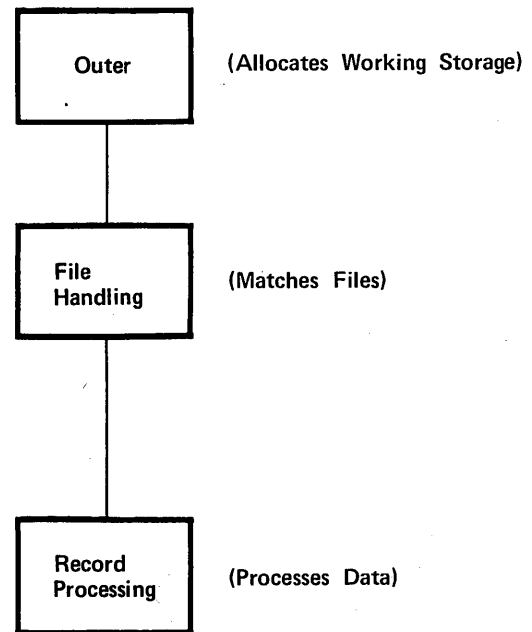 Outer
(Allocates Working Storage)
File
Handling
(Matches Files)
Record
Processing
(Processes Data)